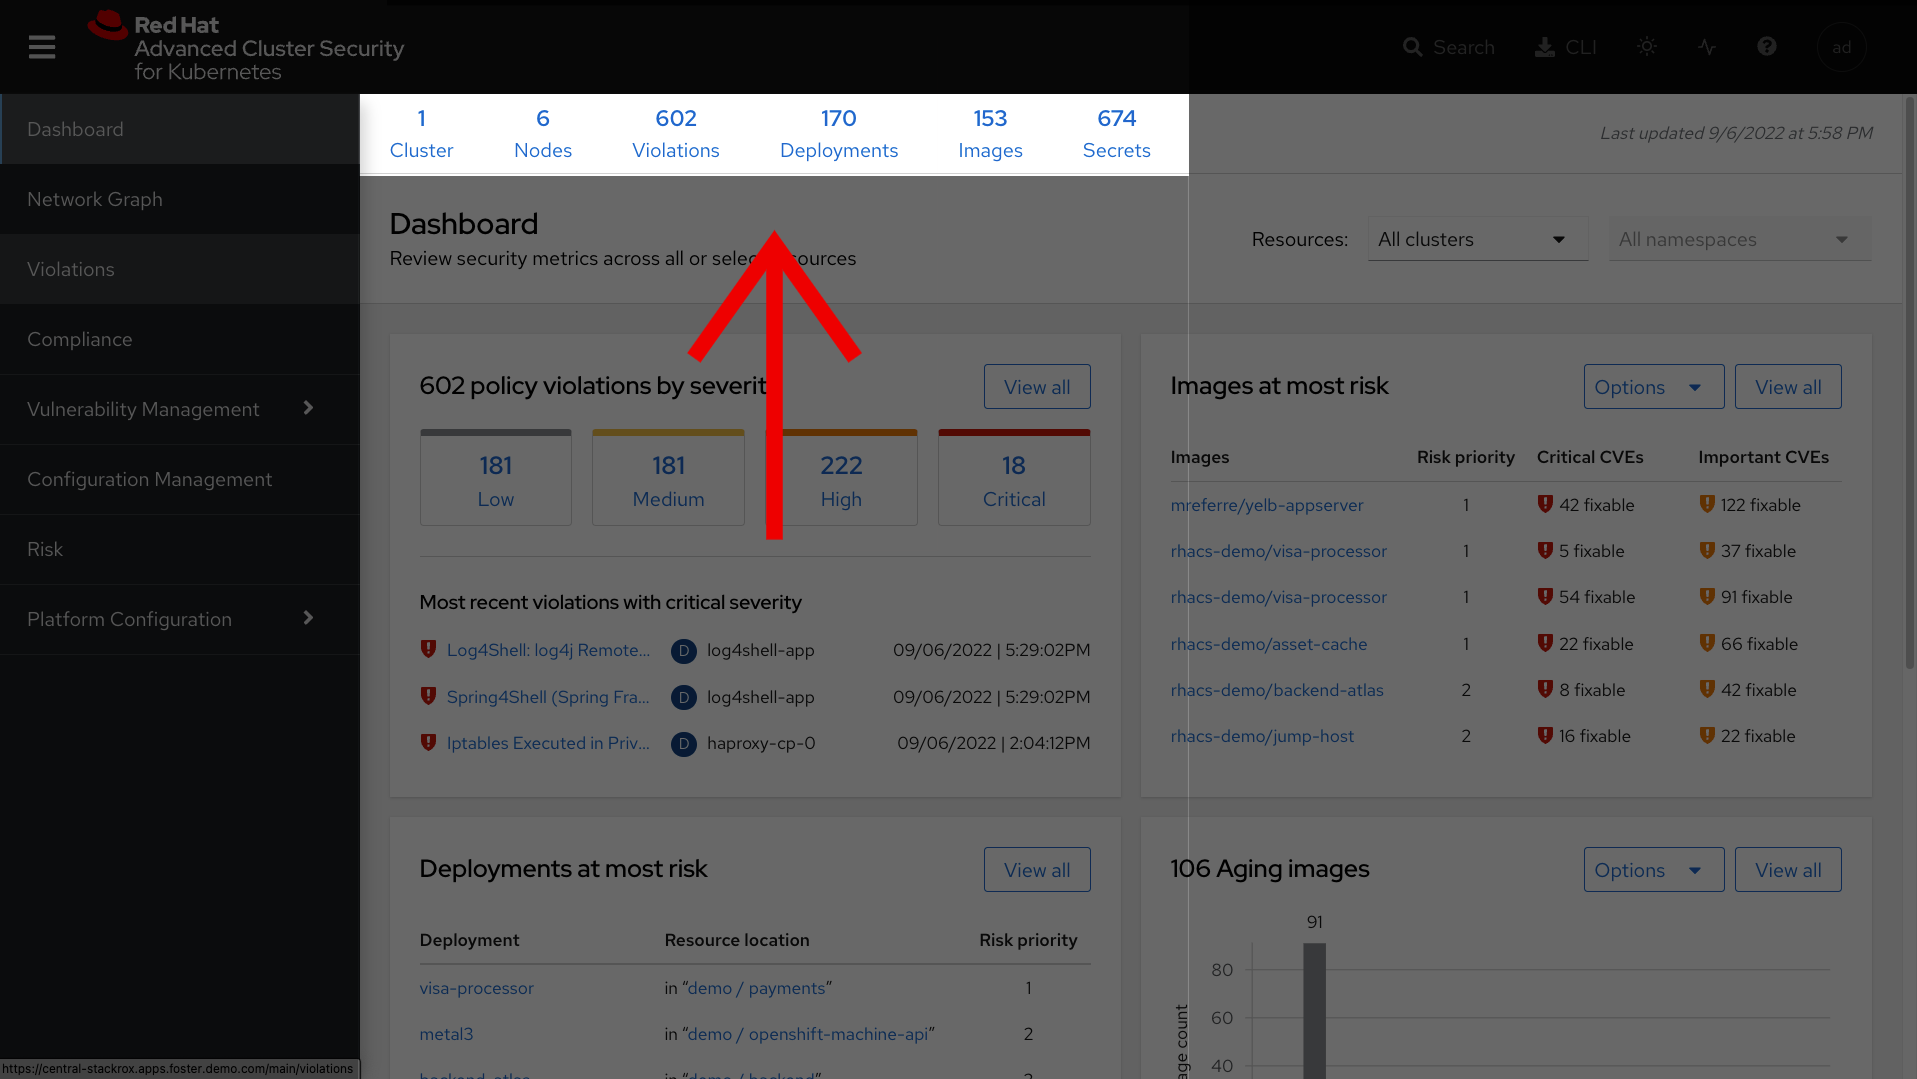 Red Hat
Advanced Cluster Security
for Kubernetes
Search
CLI
ad
Dashboard
Network Graph
Violations
Compliance
Vulnerability Management
Configuration Management
Risk
Platform Configuration
1 Cluster
6 Nodes
602 Violations
170 Deployments
153 Images
674 Secrets
Last updated 9/6/2022 at 5:58 PM
Dashboard
Review security metrics across all or selec ources
Resources: All clusters All namespaces
602 policy violations by severit
View all
181 Low
181 Medium
222 High
18 Critical
Most recent violations with critical severity
Log4Shell: log4j Remote... D log4shell-app 09/06/2022 | 5:29:02PM
Spring4Shell (Spring Fra... D log4shell-app 09/06/2022 | 5:29:02PM
Iptables Executed in Priv... D haproxy-cp-0 09/06/2022 | 2:04:12PM
Images at most risk
Options View all
Images Risk priority Critical CVEs Important CVEs
mreferre/yelb-appserver 1 42 fixable 122 fixable
rhacs-demo/visa-processor 1 5 fixable 37 fixable
rhacs-demo/visa-processor 1 54 fixable 91 fixable
rhacs-demo/asset-cache 1 22 fixable 66 fixable
rhacs-demo/backend-atlas 2 8 fixable 42 fixable
rhacs-demo/jump-host 2 16 fixable 22 fixable
Deployments at most risk
View all
Deployment Resource location Risk priority
visa-processor in “demo / payments” 1
metal3 in “demo / openshift-machine-api” 2
106 Aging images
Options View all
91
80
60
40
age count
https://central-stackrox.apps.foster.demo.com/main/violations